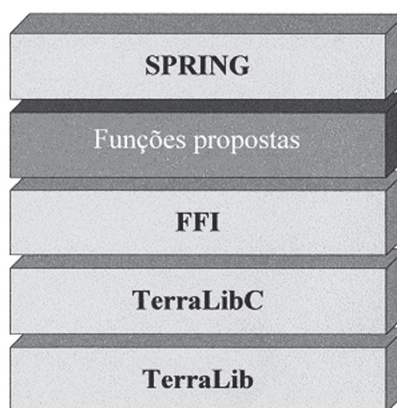 SPRING
Funções propostas
FFI
TerraLibC
TerraLib